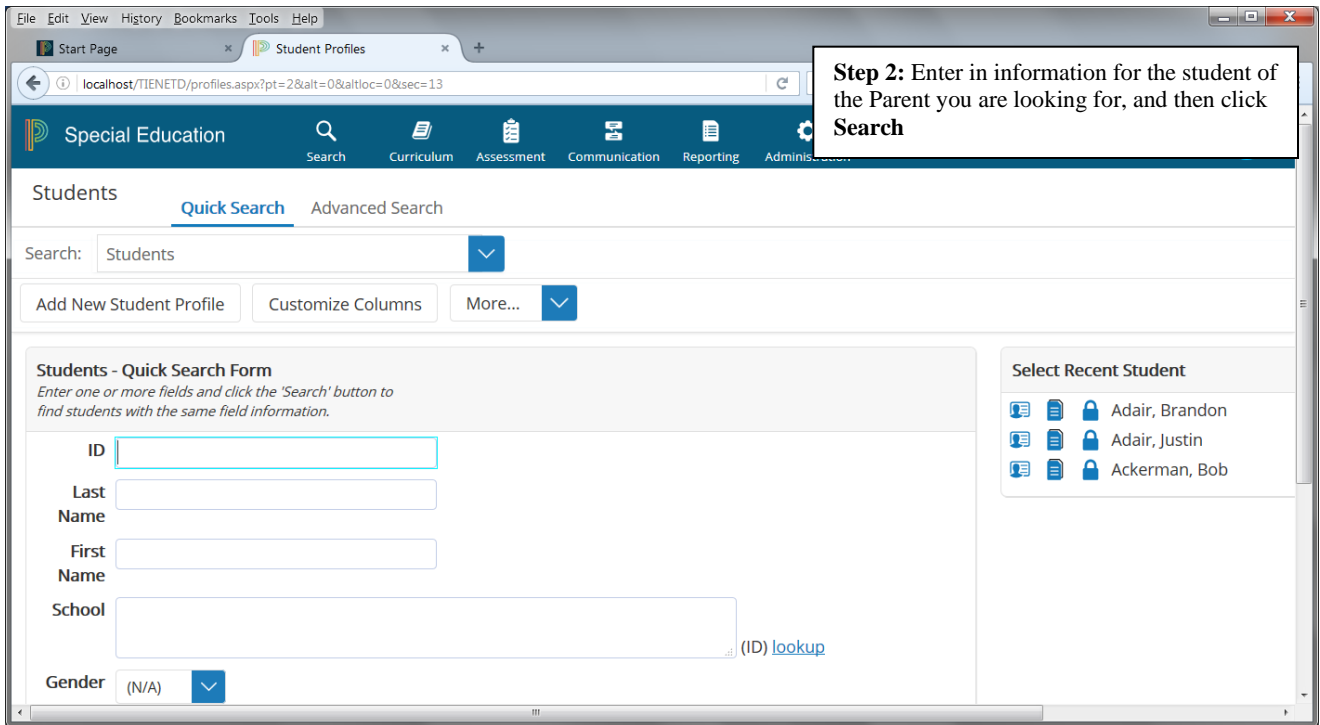 File Edit View History Bookmarks Tools Help
Start Page
Student Profiles
localhost/TIENETD/profiles.aspx?pt=2&alt=0&altloc=0&sec=13
Step 2: Enter in information for the student of
the Parent you are looking for, and then click
Search
Special Education
Search
Curriculum
Assessment
Communication
Reporting
Students
Quick Search
Advanced Search
Search:
Students
Add New Student Profile
Customize Columns
More...
Students - Quick Search Form
Enter one or more fields and click the 'Search' button to
find students with the same field information.
Select Recent Student
Adair, Brandon
Adair, Justin
Ackerman, Bob
ID
Last
Name
First
Name
School
(ID) lookup
Gender
(N/A)